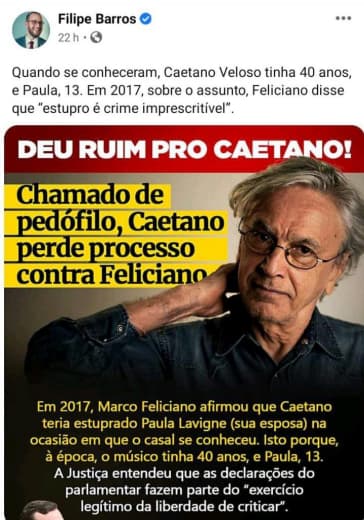 Filipe Barros
22 h ·
Quando se conheceram, Caetano Veloso tinha 40 anos,
e Paula, 13. Em 2017, sobre o assunto, Feliciano disse
que "estupro é crime imprescritível".
DEU RUIM PRO CAETANO!
Chamado de
pedófilo, Caetano
perde processo
contra Feliciano
Em 2017, Marco Feliciano afirmou que Caetano
teria estuprado Paula Lavigne (sua esposa) na
ocasião em que o casal se conheceu. Isto porque,
à época, o músico tinha 40 anos, e Paula, 13.
A Justiça entendeu que as declarações do
parlamentar fazem parte do "exercício
legítimo da liberdade de criticar".